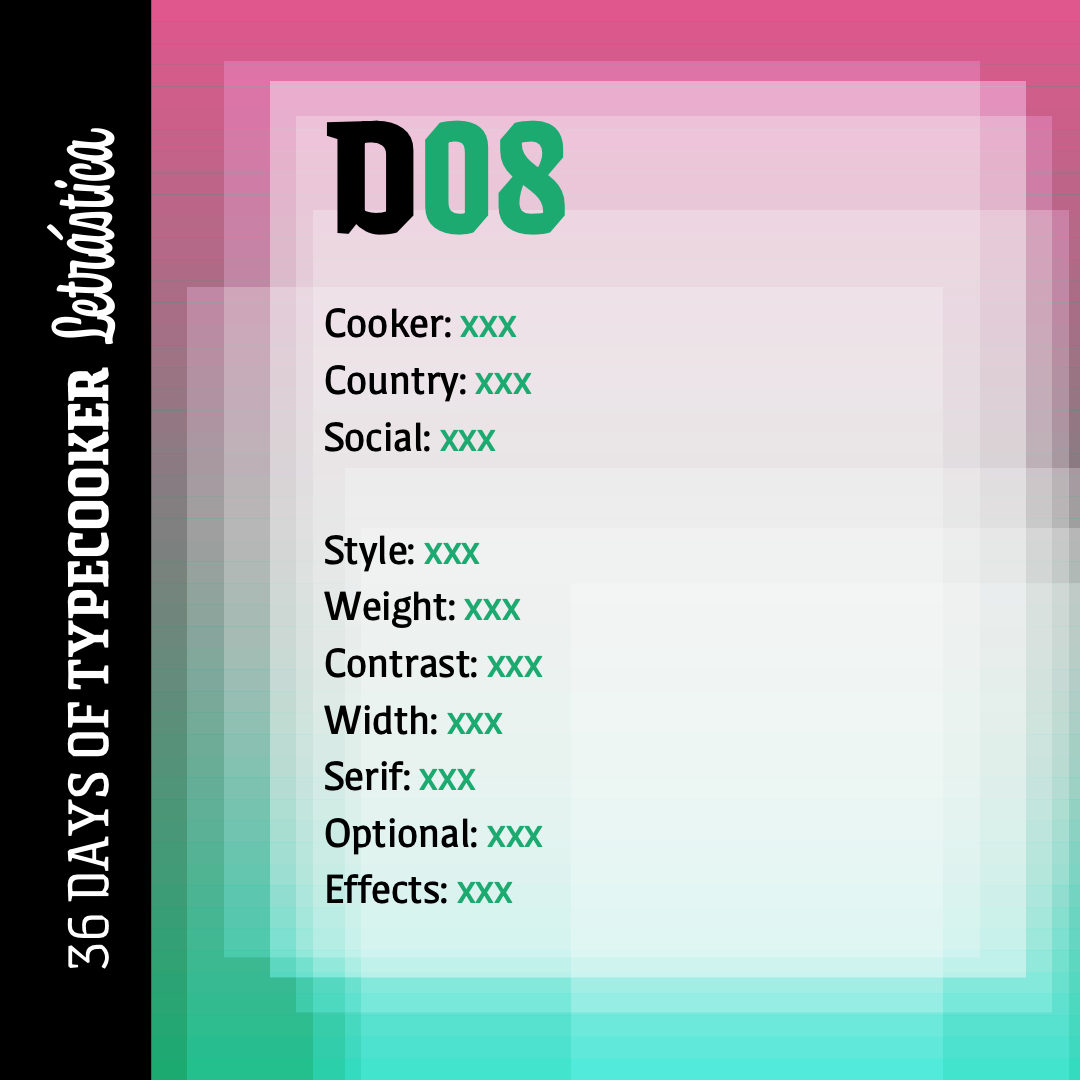 36 DAYS OF TYPECOOKER Letrástica
D08
Cooker: xxx
Country: xxx
Social: xxx
Style: xxx
Weight: xxx
Contrast: xxx
Width: xxx
Serif: xxx
Optional: xxx
Effects: xxx